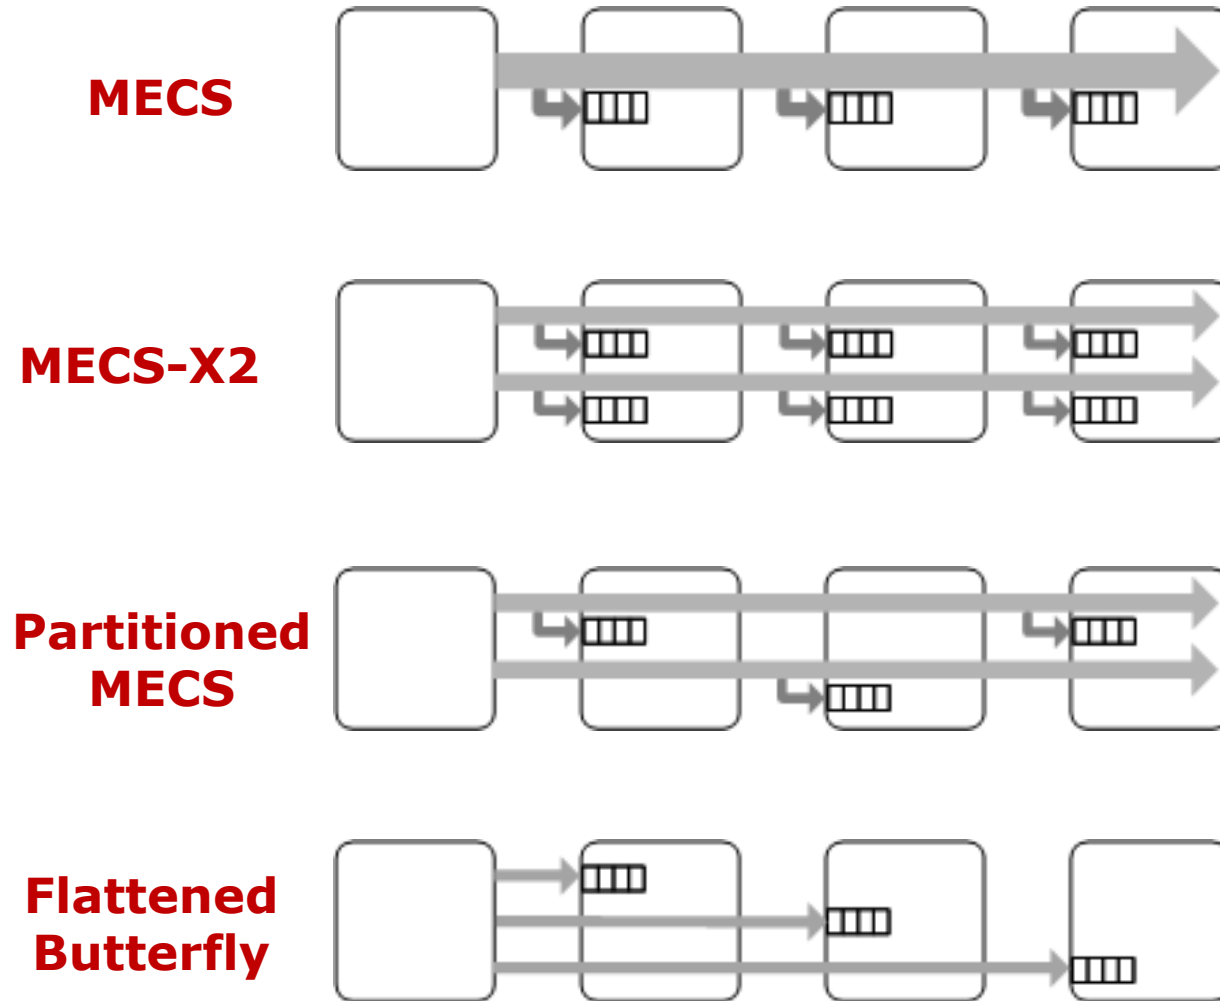 MECS
MECS-X2
Partitioned
MECS
Flattened
Butterfly